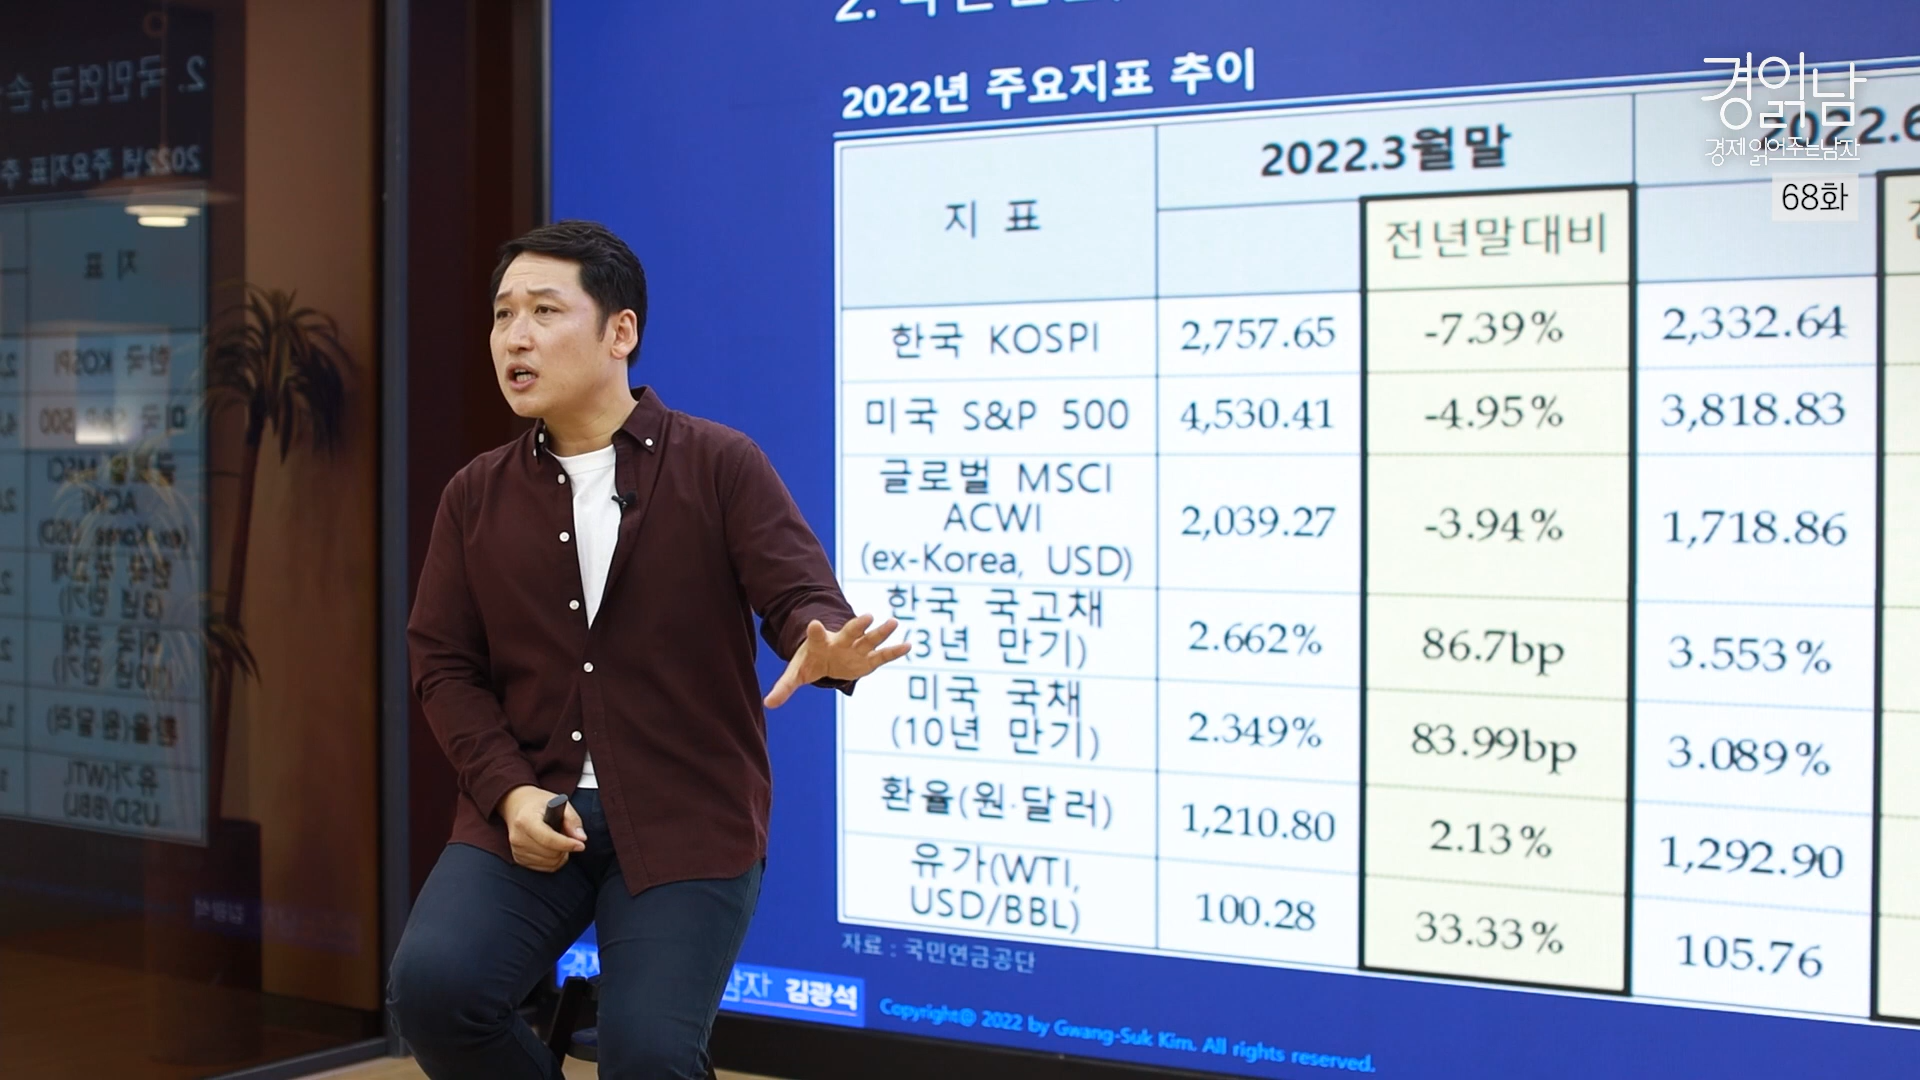 경읽남
경제 읽어주는 남자
68화
2.
2022년 주요지표 추이
지 표
2022.3월말
2022.6
전년말대비
한국 KOSPI 2,757.65 -7.39% 2,332.64
미국 S&P 500 4,530.41 -4.95% 3,818.83
글로벌 MSCI
ACWI
(ex-Korea, USD) 2,039.27 -3.94% 1,718.86
한국 국고채
(3년 만기) 2.662% 86.7bp 3.553%
미국 국채
(10년 만기) 2.349% 83.99bp 3.089%
환율(원·달러) 1,210.80 2.13% 1,292.90
유가(WTI,
USD/BBL) 100.28 33.33% 105.76
자료 : 국민연금공단
남자 김광석
Copyright@ 2022 by Gwang-Suk Kim. All rights reserved.